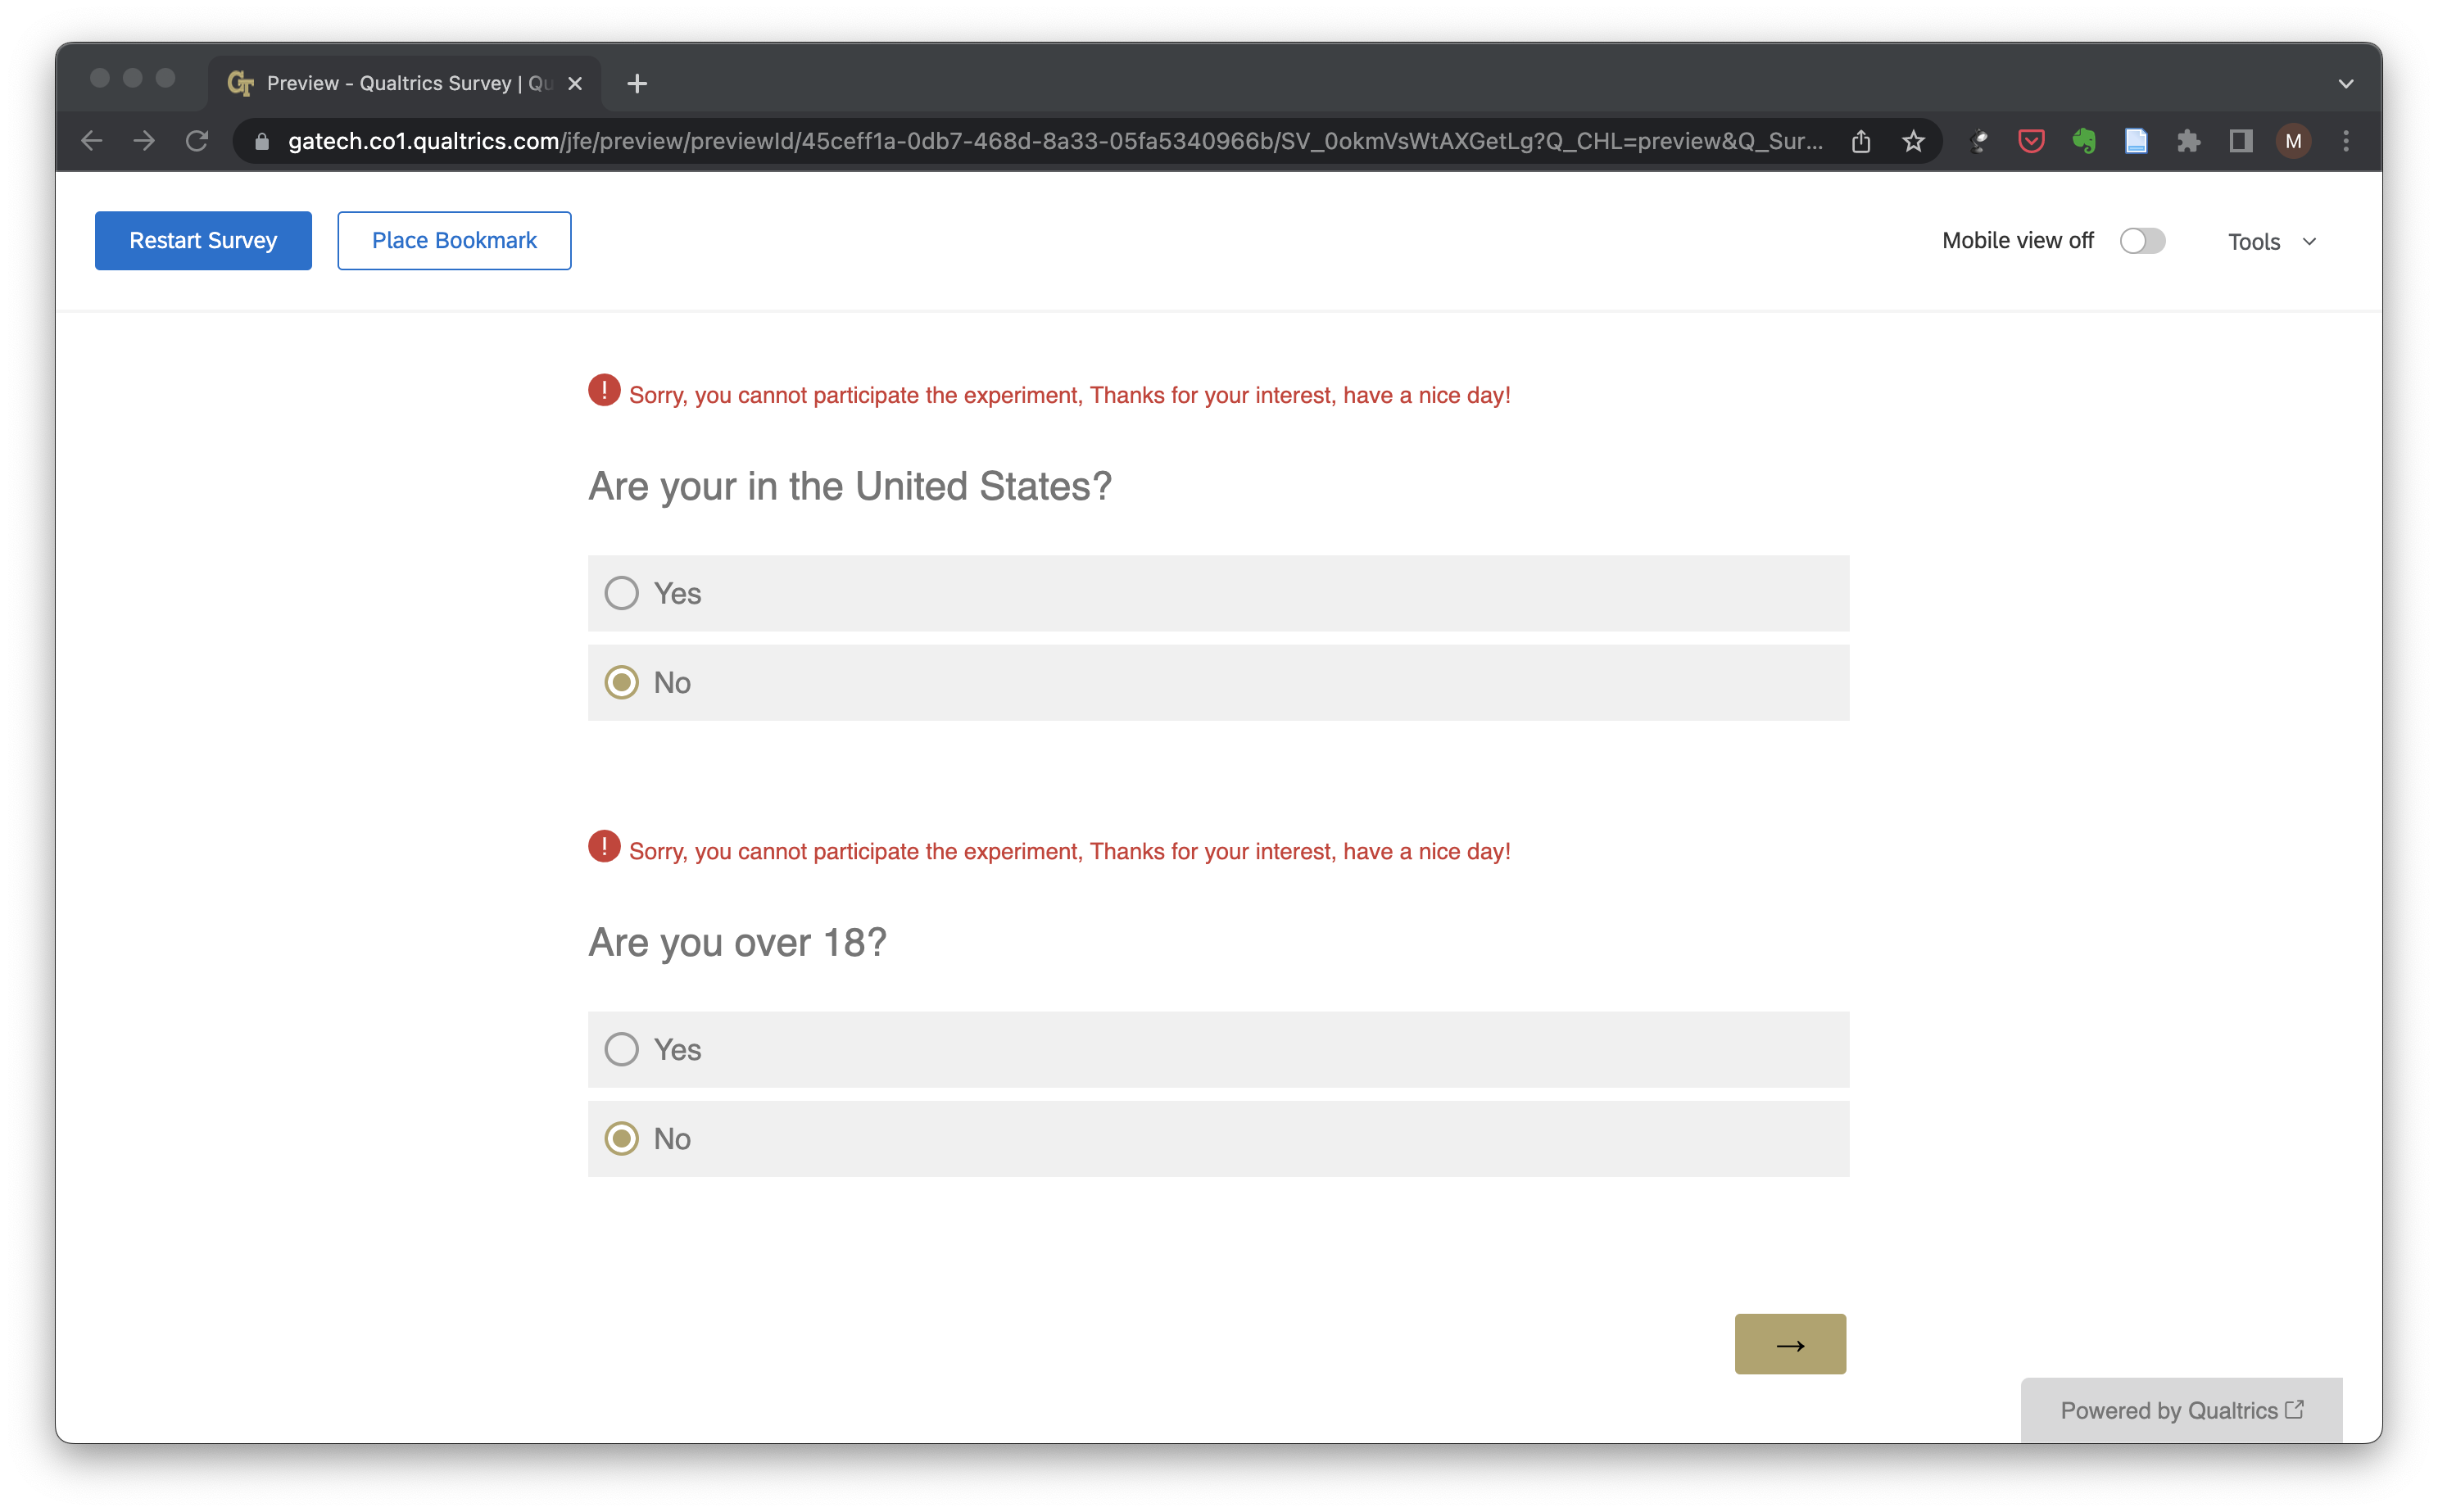 GT Preview - Qualtrics Survey | Qu
gatech.co1.qualtrics.com/jfe/preview/previewId/45ceff1a-0db7-468d-8a33-05fa5340966b/SV_0okmVsWtAXGetLg?Q_CHL=preview&Q_Sur...
M
Restart Survey
Place Bookmark
Mobile view off
Tools
Sorry, you cannot participate the experiment, Thanks for your interest, have a nice day!
Are your in the United States?
Yes
No
Sorry, you cannot participate the experiment, Thanks for your interest, have a nice day!
Are you over 18?
Yes
No
→
Powered by Qualtrics